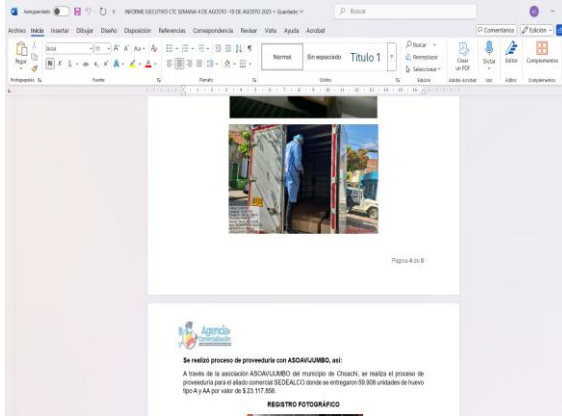 Autoguardado
INFORME EJECUTIVO CTC SEMANA 4 DE AGOSTO -10 DE AGOSTO 2025 • Guardado
Buscar
Archivo Inicio Insertar Dibujar Diseño Disposición Referencias Correspondencia Revisar Vista Ayuda Acrobat
Comentarios Edición
Pegar
Arial 11
Normal
Sin espaciado
Título 1
Buscar
Reemplazar
Seleccionar
Crear un PDF
Dictar
Editor
Complementos
Portapapeles Fuente Párrafo Estilos Edición Adobe Acrobat Voz Editor Complementos
Página 4 de 8
Agencia
Comercialización
Se realizó proceso de proveeduría con ASOAVIJUMBO, así:
A través de la asociación ASOAVIJUMBO del municipio de Choachí, se realiza el proceso de
proveeduría para el aliado comercial SEDEALCO donde se entregaron 59.908 unidades de huevo
tipo A y AA por valor de $ 23.117.858.
REGISTRO FOTOGRÁFICO